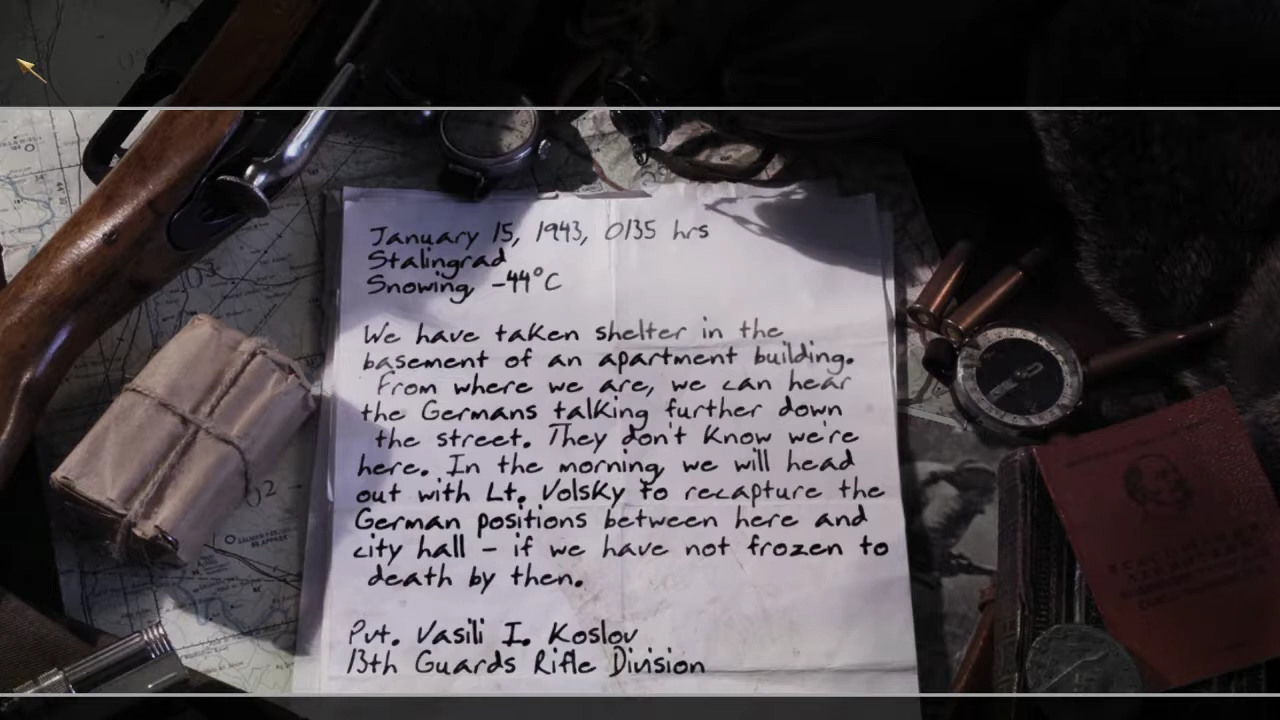 January 15, 1943, 0135 hrs
Stalingrad
Snowing, -44°C
We have taken shelter in the
basement of an apartment building.
From where we are, we can hear
the Germans talking further down
the street. They don't know we're
here. In the morning, we will head
out with Lt. Volsky to recapture the
German positions between here and
city hall - if we have not frozen to
death by then.
Pvt. Vasili I. Koslov
13th Guards Rifle Division